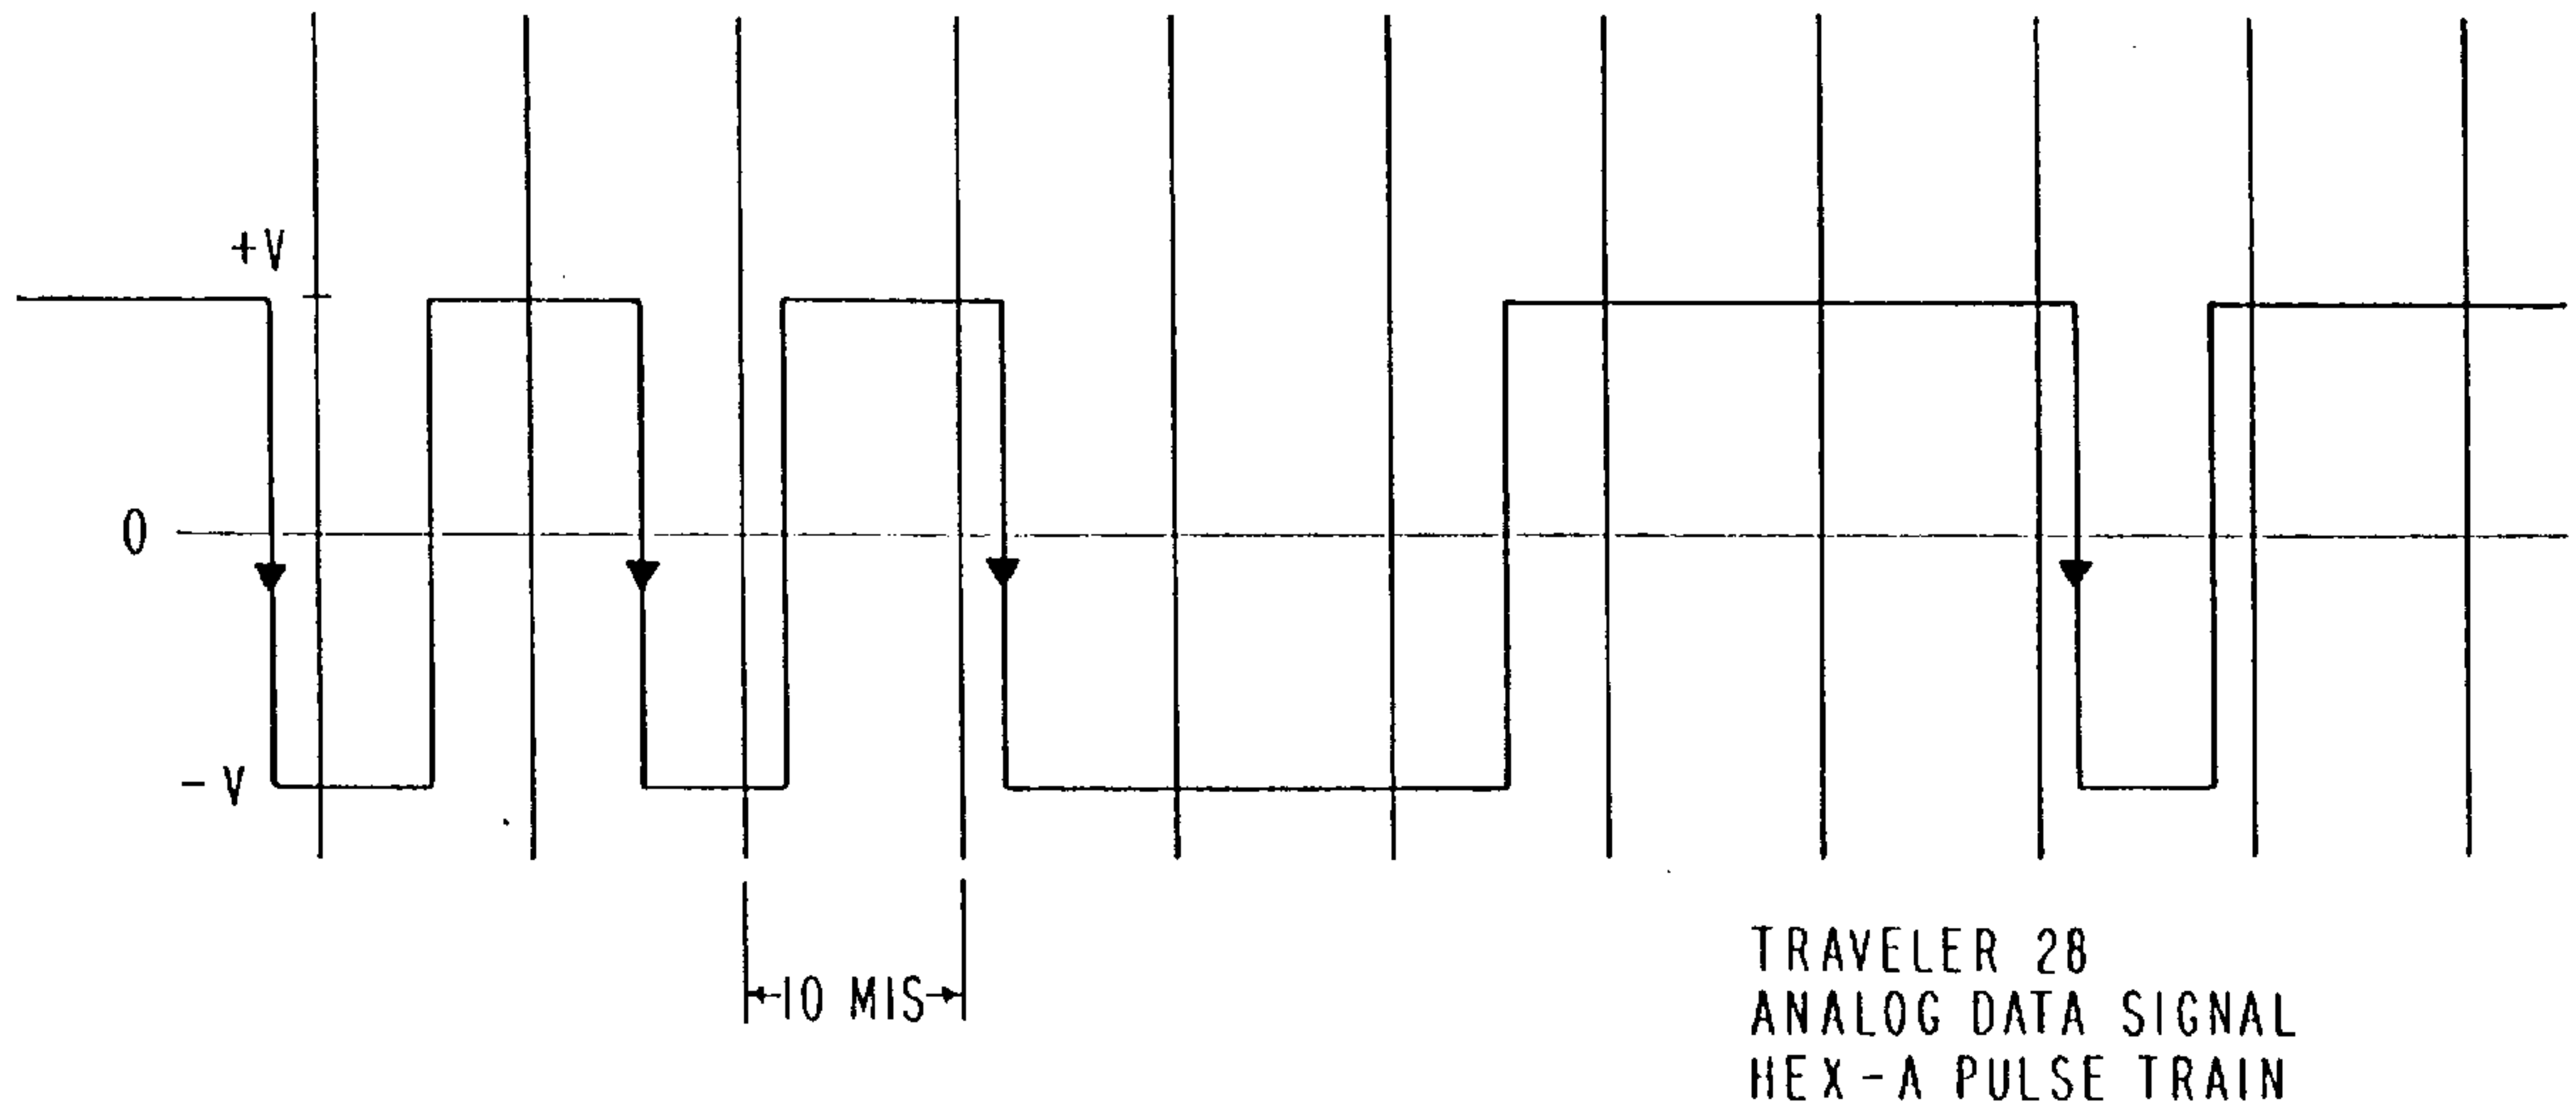 +V
0
- V
10 MIS
TRAVELER 28
ANALOG DATA SIGNAL
HEX-A PULSE TRAIN